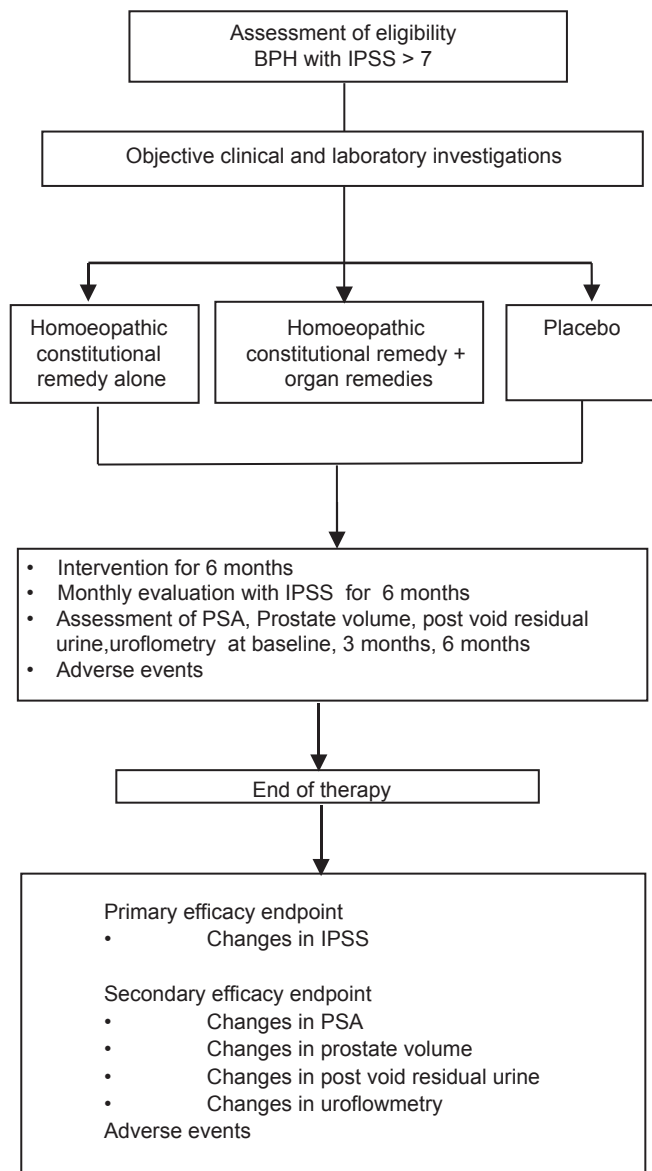 Assessment of eligibility
BPH with IPSS > 7
Objective clinical and laboratory investigations
Homoeopathic
constitutional
remedy alone
Homoeopathic
constitutional remedy +
organ remedies
Placebo
• Intervention for 6 months
• Monthly evaluation with IPSS for 6 months
• Assessment of PSA, Prostate volume, post void residual
urine,uroflometry at baseline, 3 months, 6 months
• Adverse events
End of therapy
Primary efficacy endpoint
• Changes in IPSS
Secondary efficacy endpoint
• Changes in PSA
• Changes in prostate volume
• Changes in post void residual urine
• Changes in uroflowmetry
Adverse events